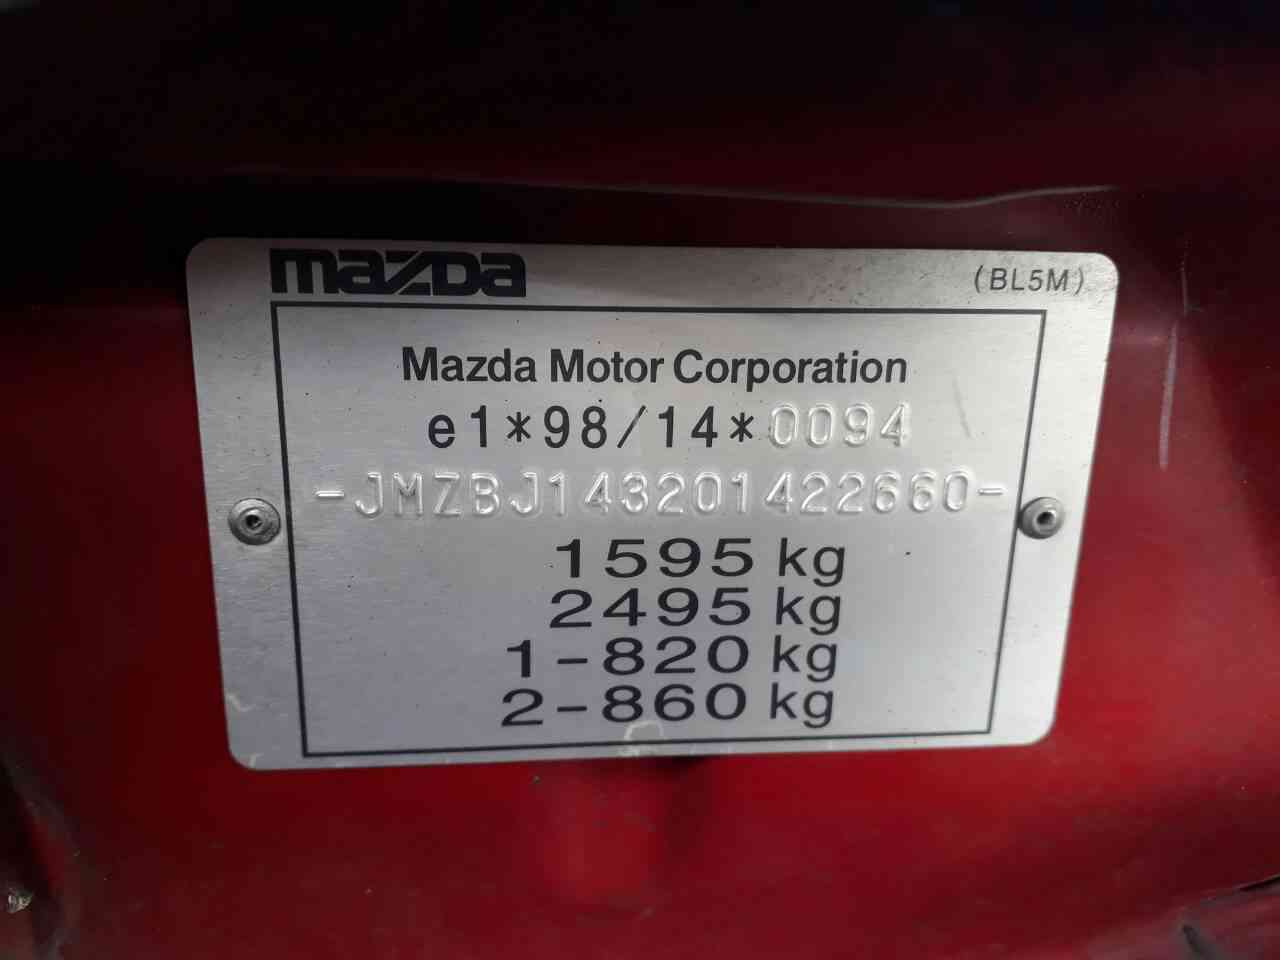 mazda (BL5M)
Mazda Motor Corporation
e1*98/14*0094
-JMZBJ143201422660-
1595 kg
2495 kg
1-820 kg
2-860 kg